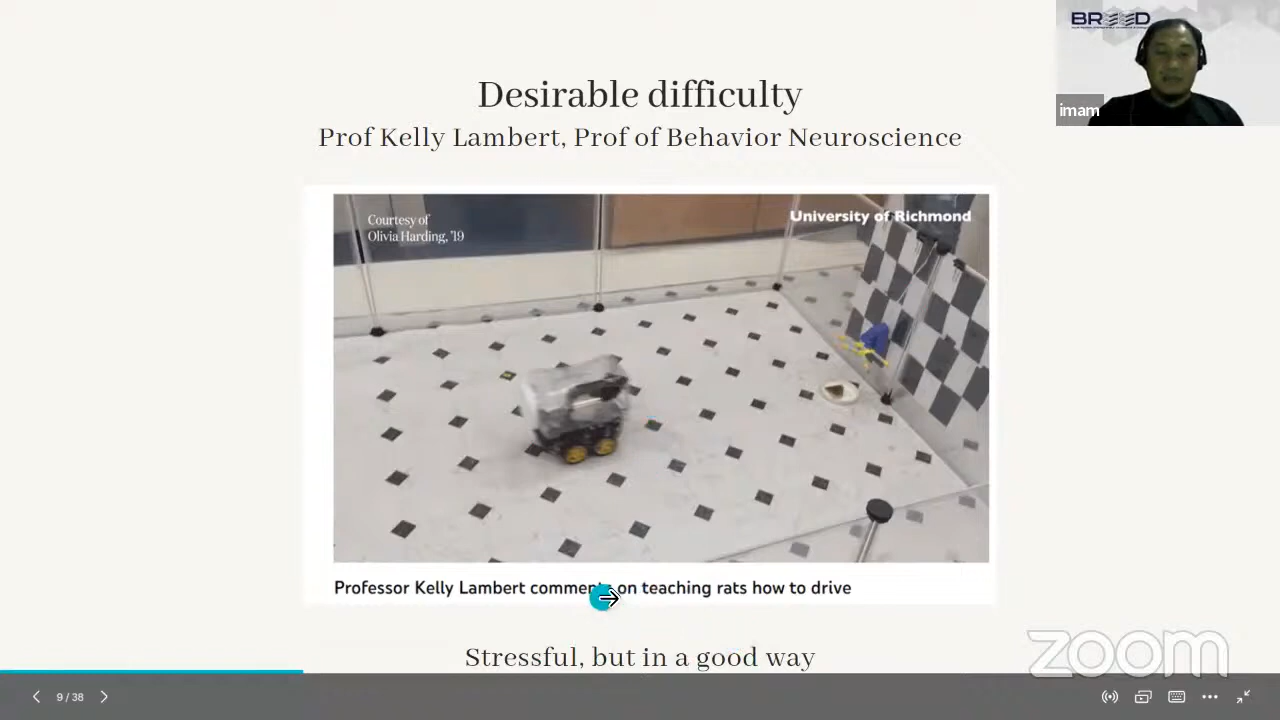 BREED
imam
Desirable difficulty
Prof Kelly Lambert, Prof of Behavior Neuroscience
Courtesy of
Olivia Harding, '19
University of Richmond
Professor Kelly Lambert comments on teaching rats how to drive
Stressful, but in a good way
zoom
9 / 38